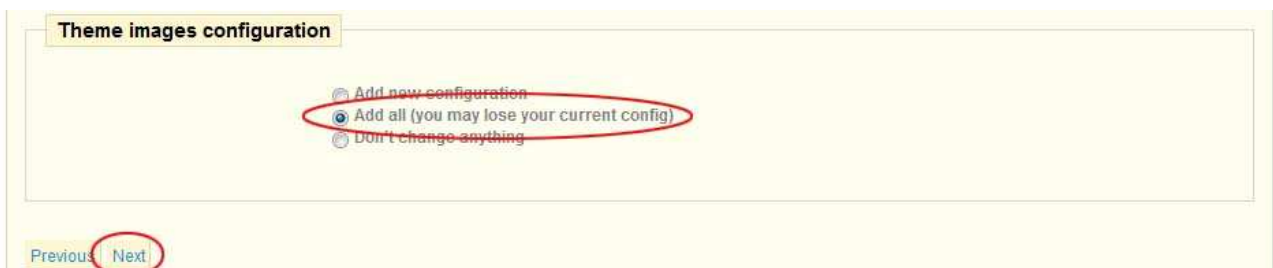 Theme images configuration
Add new configuration
Add all (you may lose your current config)
Don't change anything
Previous Next